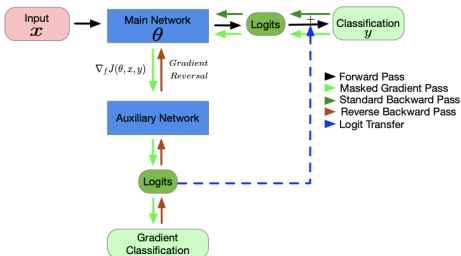 Input
x
Main Network
θ
Logits
+
Classification
y
∇_f J(θ, x, y)
Gradient
Reversal
Auxiliary Network
Logits
Gradient
Classification
Forward Pass
Masked Gradient Pass
Standard Backward Pass
Reverse Backward Pass
Logit Transfer